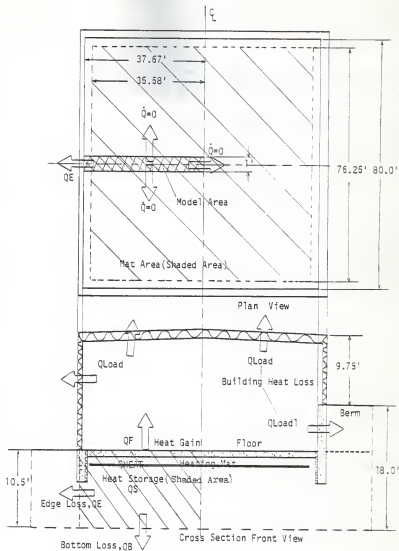 ℄
37.67'
35.58'
Q̇=0
Q̇=0
QE
Model Area
Q̇=0
76.25'
80.0'
Mat Area(Shaded Area)
Plan View
QLoad
QLoad
9.75'
Building Heat Loss
QLoadl
Berm
QF
Heat Gain
Floor
QHEAT
Heating Mat
Heat Storage(Shaded Area)
QS
10.5'
18.0'
Edge Loss,QE
Cross Section Front View
Bottom Loss,QB